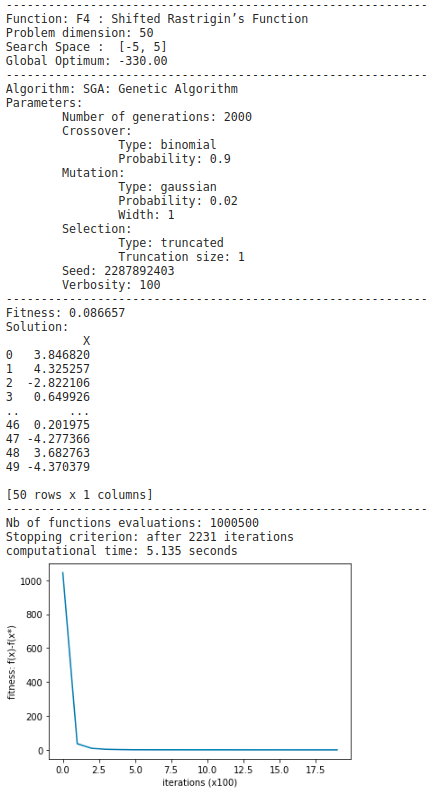 ------------------------------------------------------------
Function: F4 : Shifted Rastrigin’s Function
Problem dimension: 50
Search Space :  [-5, 5]
Global Optimum: -330.00
------------------------------------------------------------
Algorithm: SGA: Genetic Algorithm
Parameters:
        Number of generations: 2000
        Crossover:
                Type: binomial
                Probability: 0.9
        Mutation:
                Type: gaussian
                Probability: 0.02
                Width: 1
        Selection:
                Type: truncated
                Truncation size: 1
        Seed: 2287892403
        Verbosity: 100
------------------------------------------------------------
Fitness: 0.086657
Solution:
           X
0   3.846820
1   4.325257
2  -2.822106
3   0.649926
..       ...
46  0.201975
47 -4.277366
48  3.682763
49 -4.370379
[50 rows x 1 columns]
------------------------------------------------------------
Nb of functions evaluations: 1000500
Stopping criterion: after 2231 iterations
computational time: 5.135 seconds
fitness: f(x)-f(x*)
1000
800
600
400
200
0
0.0 2.5 5.0 7.5 10.0 12.5 15.0 17.5
iterations (x100)